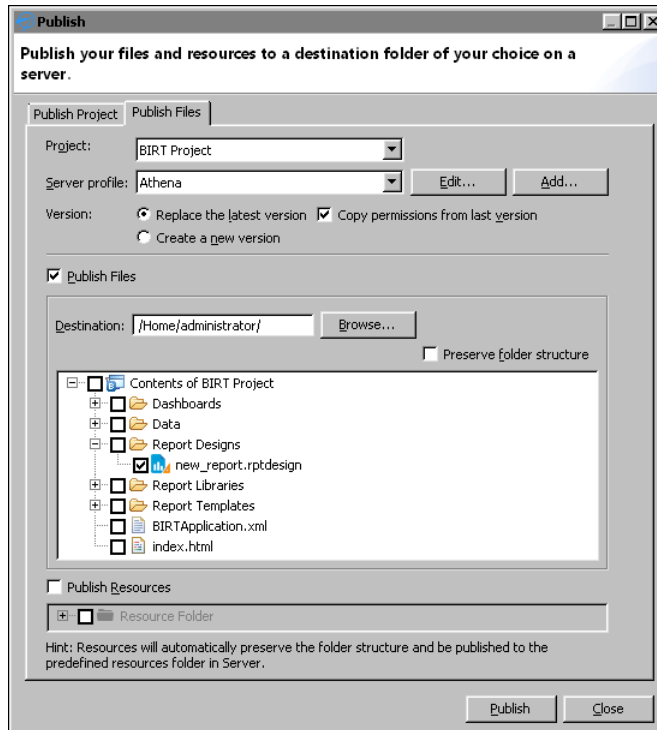 Publish
Publish your files and resources to a destination folder of your choice on a
server.
Publish Project Publish Files
Project: BIRT Project
Server profile: Athena Edit... Add...
Version: Replace the latest version Copy permissions from last version
Create a new version
Publish Files
Destination: /Home/administrator/ Browse...
Preserve folder structure
Contents of BIRT Project
Dashboards
Data
Report Designs
new_report.rptdesign
Report Libraries
Report Templates
BIRTApplication.xml
index.html
Publish Resources
Resource Folder
Hint: Resources will automatically preserve the folder structure and be published to the
predefined resources folder in Server.
Publish Close